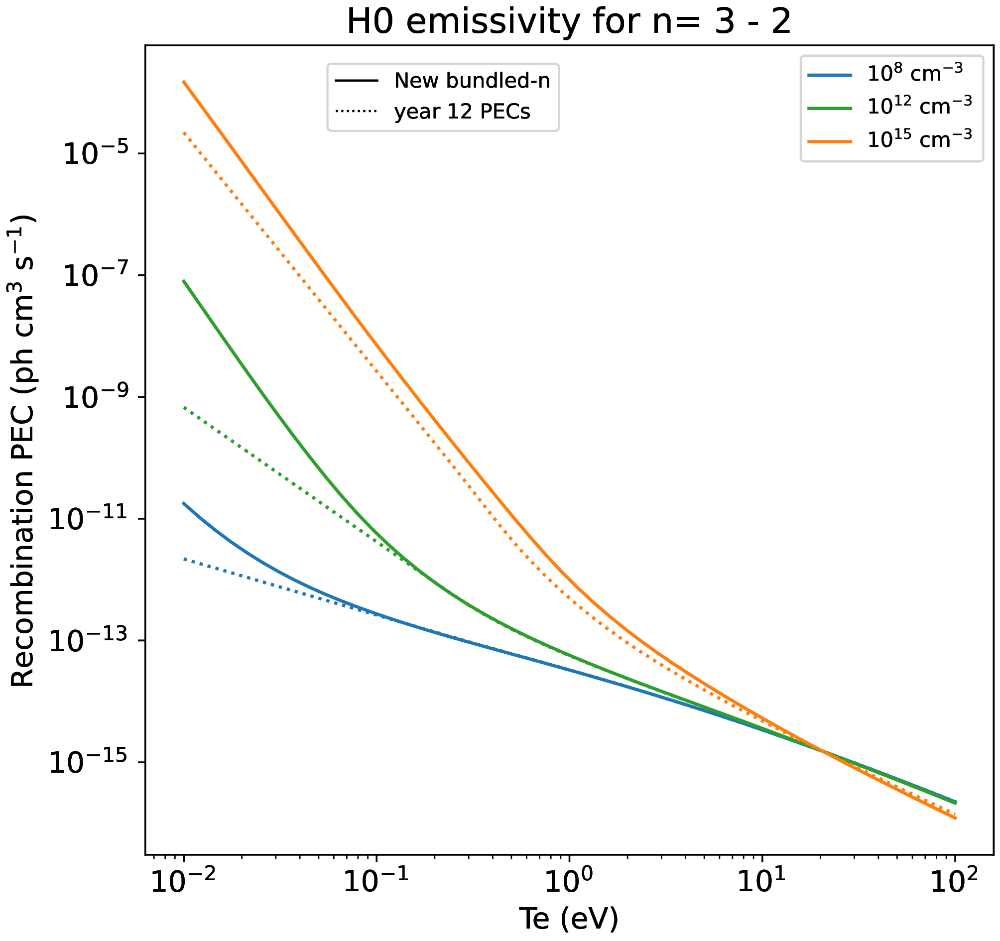 H0 emissivity for n= 3 - 2
New bundled-n
year 12 PECs
10⁸ cm⁻³
10¹² cm⁻³
10¹⁵ cm⁻³
Recombination PEC (ph cm³ s⁻¹)
10⁻⁵
10⁻⁷
10⁻⁹
10⁻¹¹
10⁻¹³
10⁻¹⁵
10⁻² 10⁻¹ 10⁰ 10¹ 10²
Te (eV)